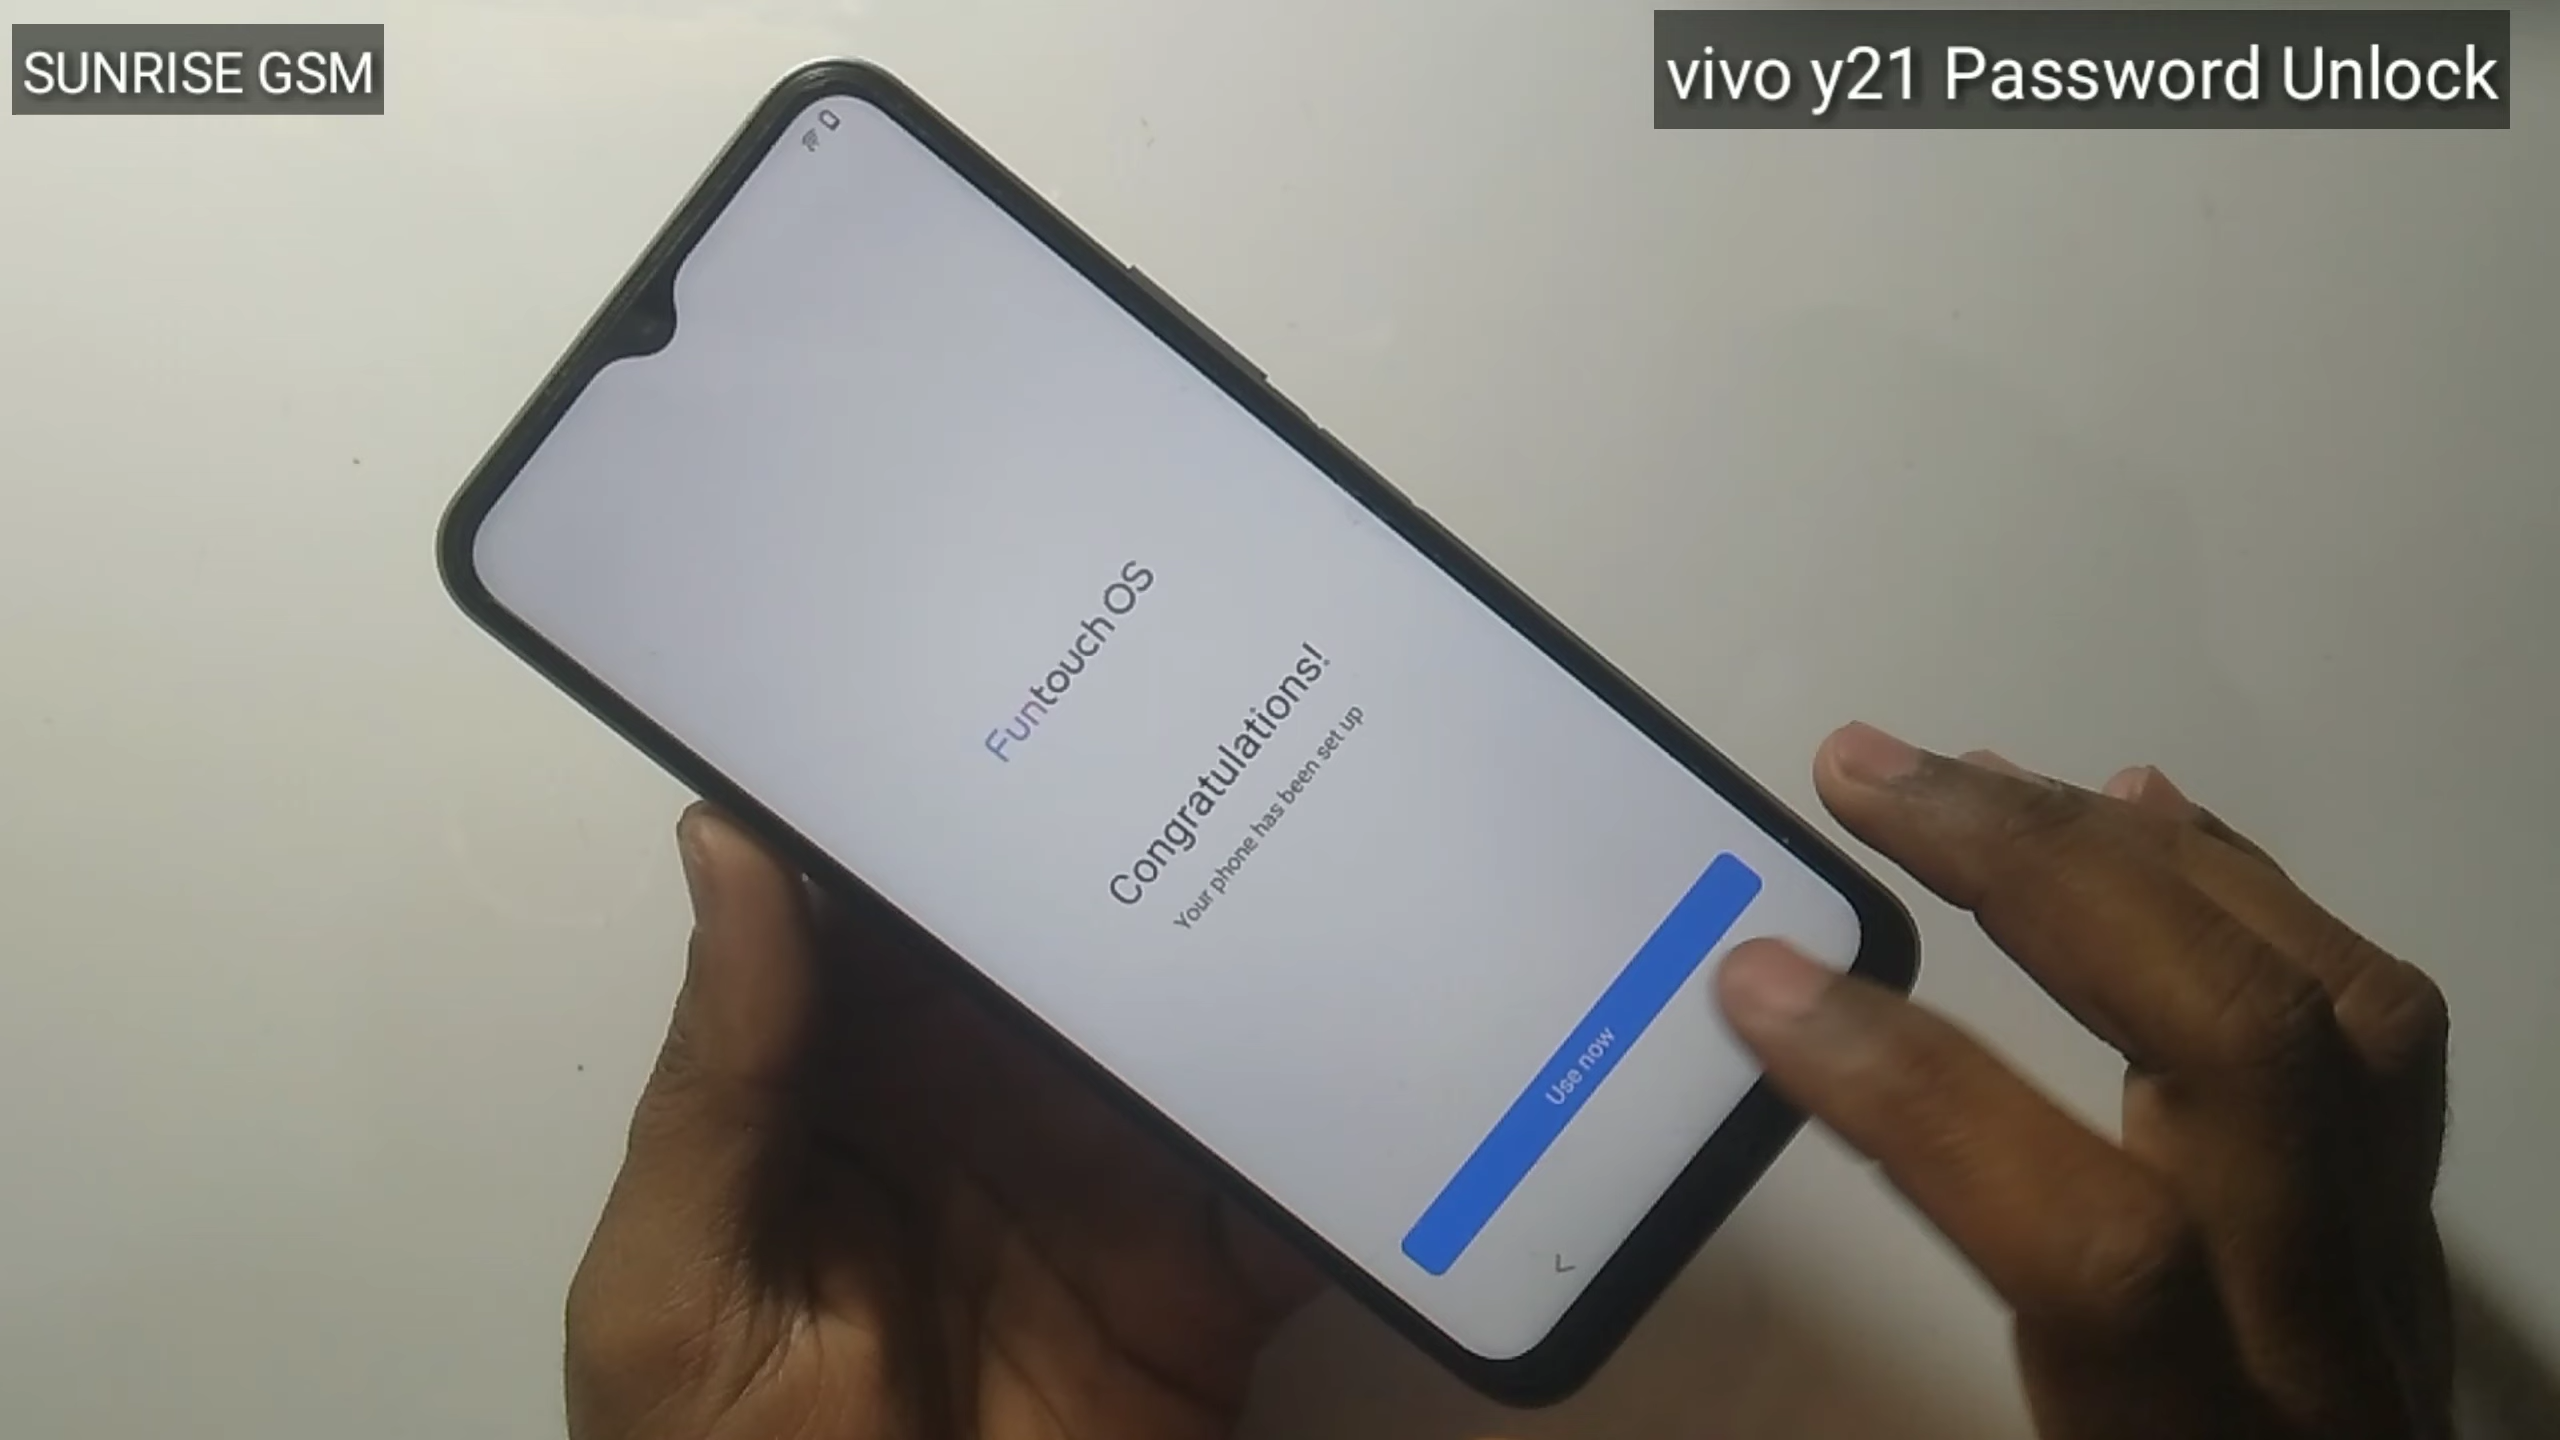 SUNRISE GSM
vivo y21 Password Unlock
Funtouch OS
Congratulations!
Your phone has been set up
Use now